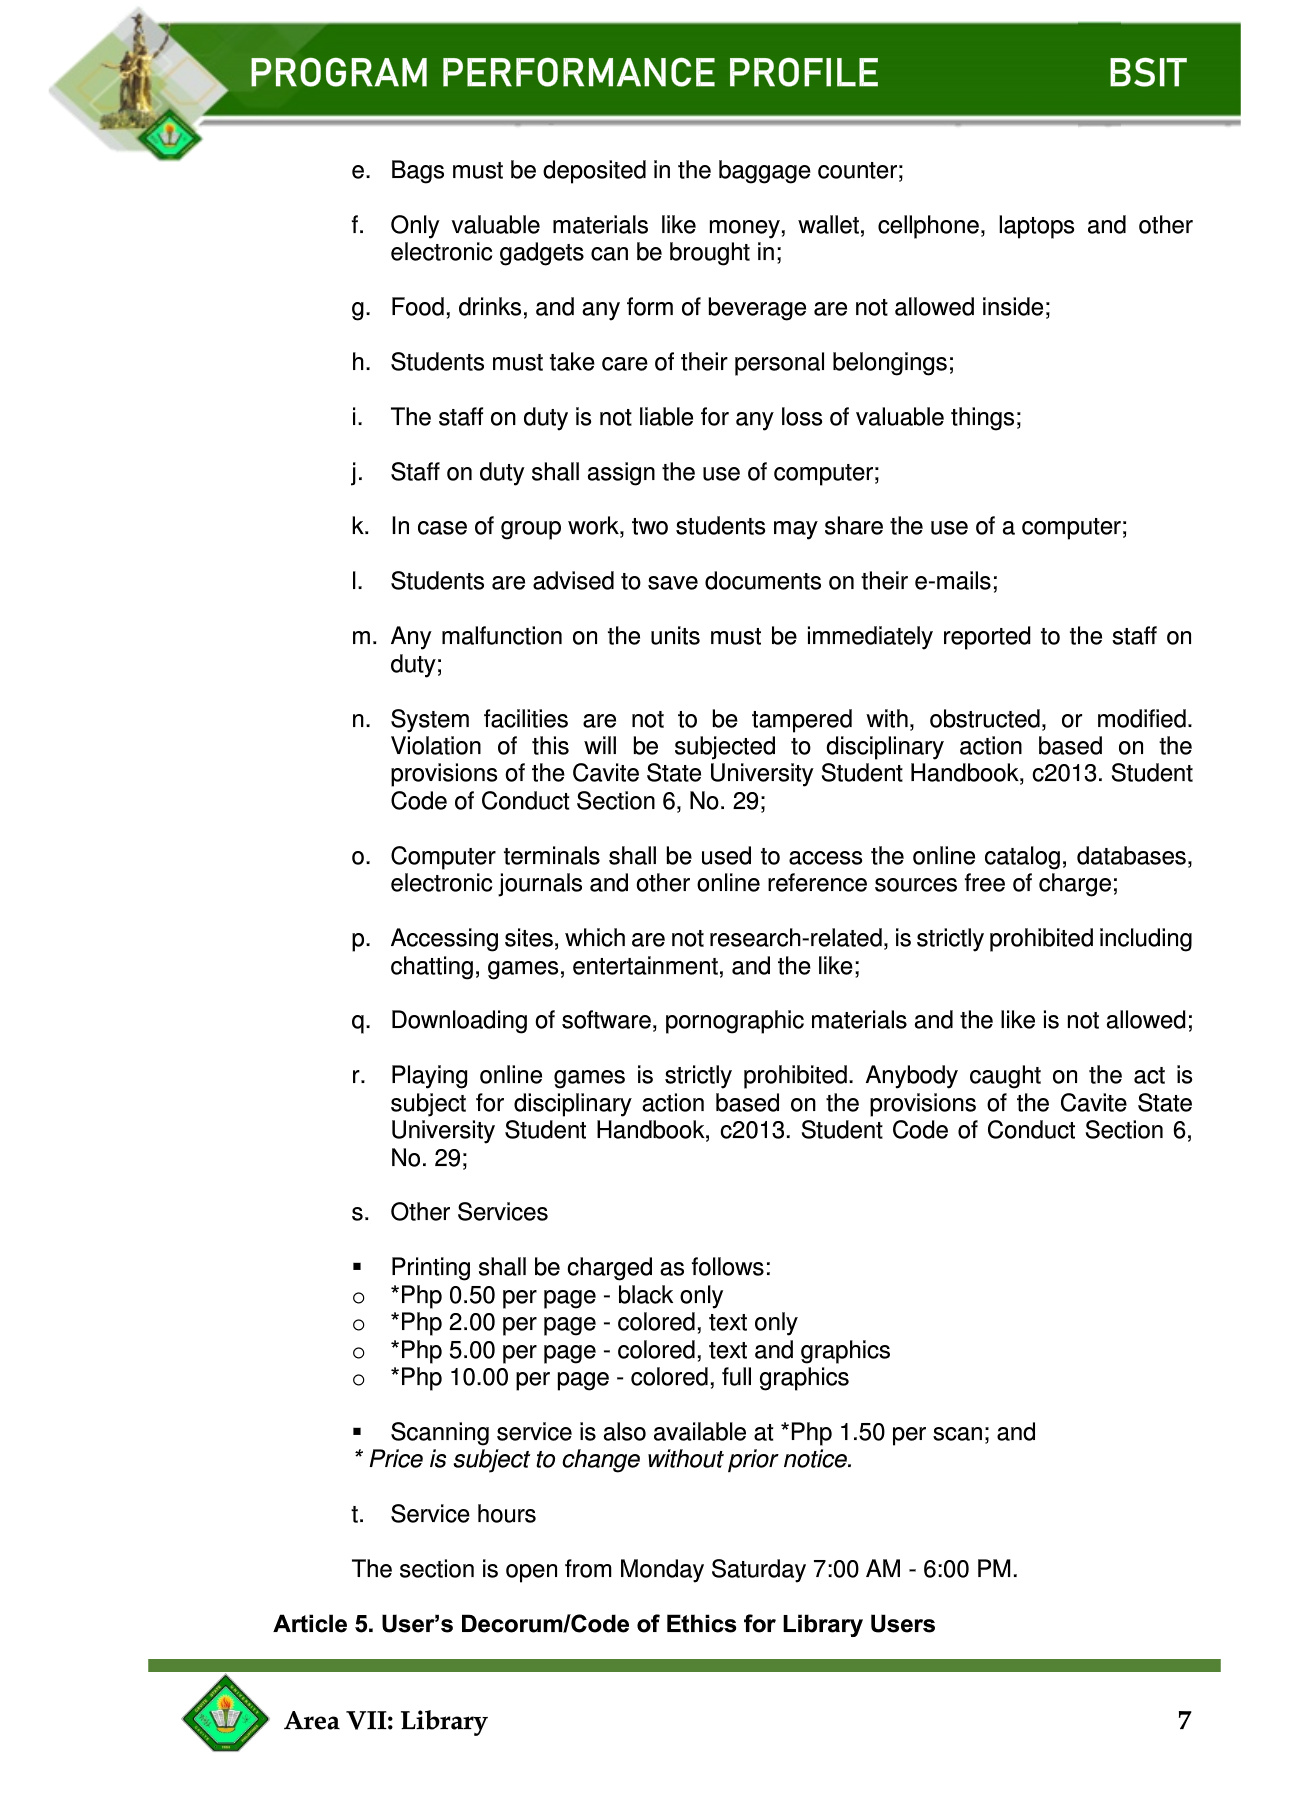 PROGRAM PERFORMANCE PROFILE BSIT
e. Bags must be deposited in the baggage counter;
f. Only valuable materials like money, wallet, cellphone, laptops and other
electronic gadgets can be brought in;
g. Food, drinks, and any form of beverage are not allowed inside;
h. Students must take care of their personal belongings;
i. The staff on duty is not liable for any loss of valuable things;
j. Staff on duty shall assign the use of computer;
k. In case of group work, two students may share the use of a computer;
l. Students are advised to save documents on their e-mails;
m. Any malfunction on the units must be immediately reported to the staff on
duty;
n. System facilities are not to be tampered with, obstructed, or modified.
Violation of this will be subjected to disciplinary action based on the
provisions of the Cavite State University Student Handbook, c2013. Student
Code of Conduct Section 6, No. 29;
o. Computer terminals shall be used to access the online catalog, databases,
electronic journals and other online reference sources free of charge;
p. Accessing sites, which are not research-related, is strictly prohibited including
chatting, games, entertainment, and the like;
q. Downloading of software, pornographic materials and the like is not allowed;
r. Playing online games is strictly prohibited. Anybody caught on the act is
subject for disciplinary action based on the provisions of the Cavite State
University Student Handbook, c2013. Student Code of Conduct Section 6,
No. 29;
s. Other Services
▪ Printing shall be charged as follows:
o *Php 0.50 per page - black only
o *Php 2.00 per page - colored, text only
o *Php 5.00 per page - colored, text and graphics
o *Php 10.00 per page - colored, full graphics
▪ Scanning service is also available at *Php 1.50 per scan; and
* Price is subject to change without prior notice.
t. Service hours
The section is open from Monday Saturday 7:00 AM - 6:00 PM.
Article 5. User’s Decorum/Code of Ethics for Library Users
Area VII: Library 7